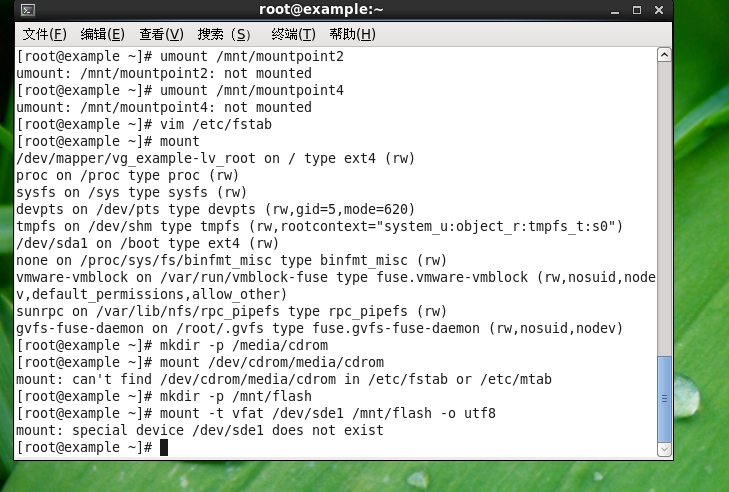 root@example:~
文件(F) 编辑(E) 查看(V) 搜索 (S) 终端(T) 帮助(H)
[root@example ~]# umount /mnt/mountpoint2
umount: /mnt/mountpoint2: not mounted
[root@example ~]# umount /mnt/mountpoint4
umount: /mnt/mountpoint4: not mounted
[root@example ~]# vim /etc/fstab
[root@example ~]# mount
/dev/mapper/vg_example-lv_root on / type ext4 (rw)
proc on /proc type proc (rw)
sysfs on /sys type sysfs (rw)
devpts on /dev/pts type devpts (rw,gid=5,mode=620)
tmpfs on /dev/shm type tmpfs (rw,rootcontext="system_u:object_r:tmpfs_t:s0")
/dev/sda1 on /boot type ext4 (rw)
none on /proc/sys/fs/binfmt_misc type binfmt_misc (rw)
vmware-vmblock on /var/run/vmblock-fuse type fuse.vmware-vmblock (rw,nosuid,node
v,default_permissions,allow_other)
sunrpc on /var/lib/nfs/rpc_pipefs type rpc_pipefs (rw)
gvfs-fuse-daemon on /root/.gvfs type fuse.gvfs-fuse-daemon (rw,nosuid,nodev)
[root@example ~]# mkdir -p /media/cdrom
[root@example ~]# mount /dev/cdrom/media/cdrom
mount: can't find /dev/cdrom/media/cdrom in /etc/fstab or /etc/mtab
[root@example ~]# mkdir -p /mnt/flash
[root@example ~]# mount -t vfat /dev/sde1 /mnt/flash -o utf8
mount: special device /dev/sde1 does not exist
[root@example ~]#